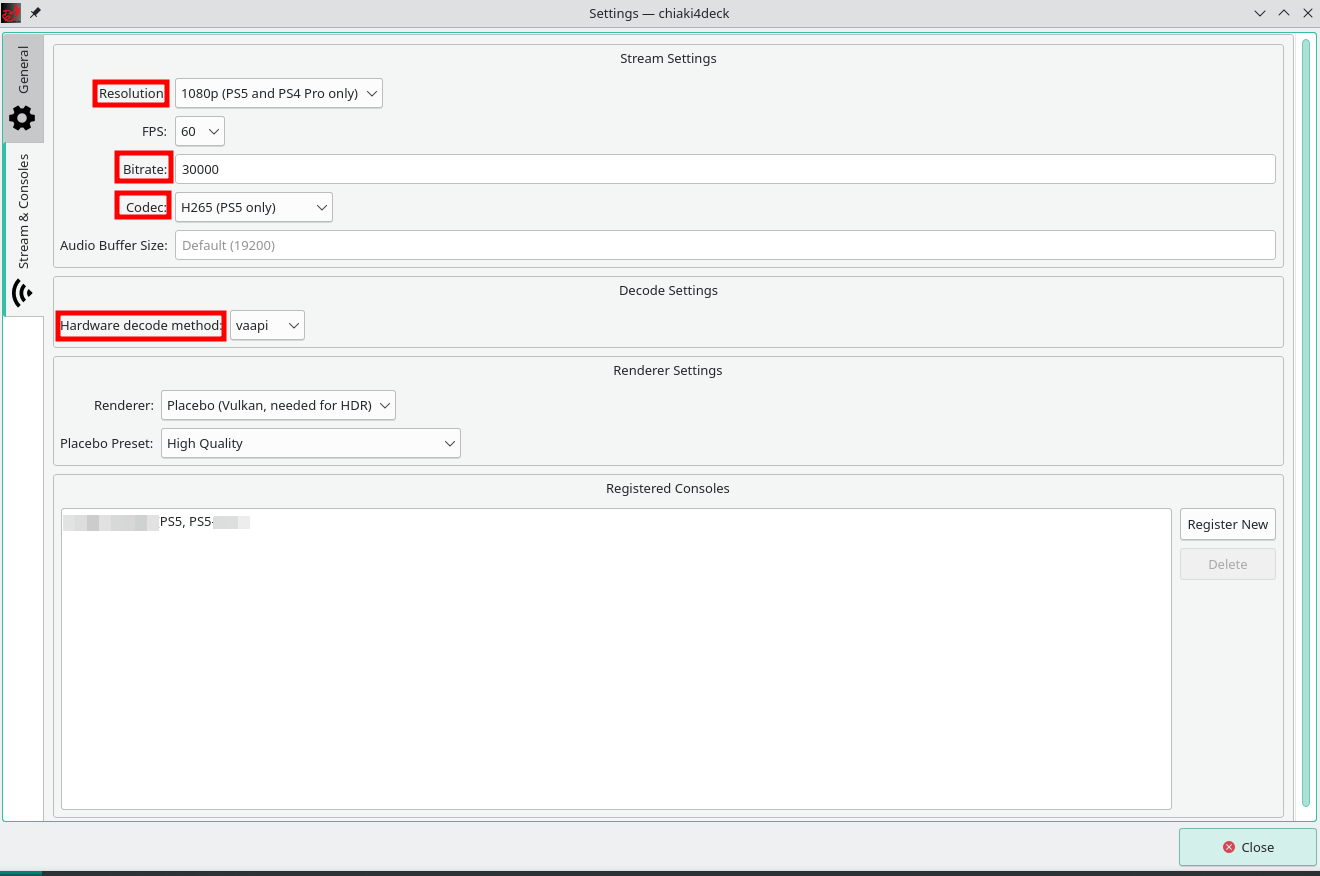 Settings — chiaki4deck
General
Stream & Consoles
Stream Settings
Resolution: 1080p (PS5 and PS4 Pro only)
FPS: 60
Bitrate: 30000
Codec: H265 (PS5 only)
Audio Buffer Size: Default (19200)
Decode Settings
Hardware decode method: vaapi
Renderer Settings
Renderer: Placebo (Vulkan, needed for HDR)
Placebo Preset: High Quality
Registered Consoles
PS5, PS5-
Register New
Delete
Close